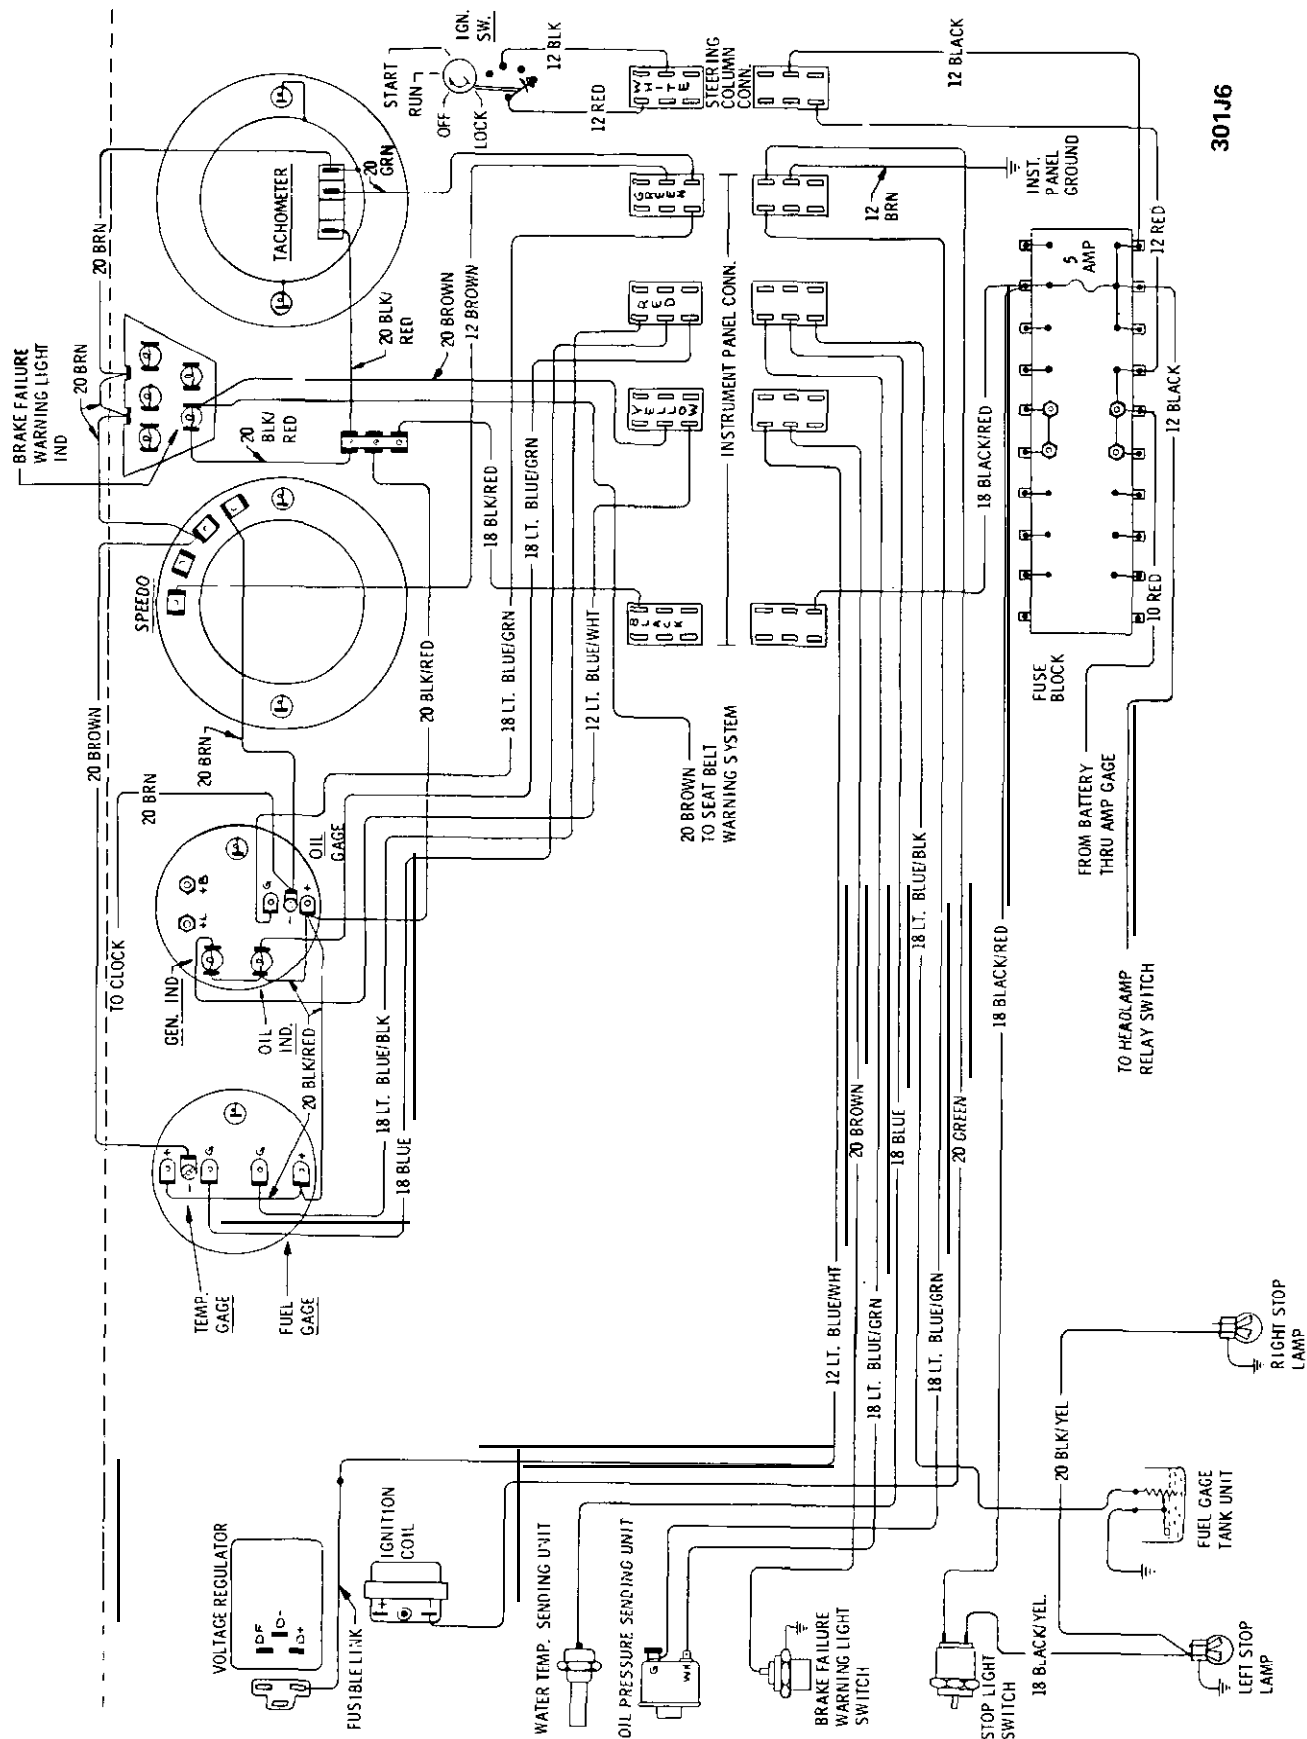 301J6
START
RUN
OFF
LOCK
IGN.
SW.
12 BLK
12 RED
WHITE
STEERING
COLUMN
CONN.
12 BLACK
20 BRN
TACHOMETER
20
GRN
GREEN
12
BRN
INST.
PANEL
GROUND
12 RED
5
AMP
BRAKE FAILURE
WARNING LIGHT
IND
20 BRN
20 BLK/
RED
20 BROWN
12 BROWN
RED
INSTRUMENT PANEL CONN.
20
BLK/
RED
YELLOW
18 BLACK/RED
12 BLACK
SPEEDO
18 BLK/RED
18 LT. BLUE/GRN
BLACK
10 RED
FUSE
BLOCK
20 BROWN
20 BRN
20 BRN
20 BLK/RED
18 LT. BLUE/GRN
12 LT. BLUE/WHT
20 BROWN
TO SEAT BELT
WARNING SYSTEM
FROM BATTERY
THRU AMP GAGE
TO CLOCK
OIL
GAGE
+B
+L
G
-
+
GEN. IND
OIL
IND.
20 BLK/RED
18 LT. BLUE/BLK
18 BLUE
18 LT. BLUE/BLK
18 BLACK/RED
TO HEADLAMP
RELAY SWITCH
+
-
G
G
+
TEMP.
GAGE
FUEL
GAGE
20 BROWN
18 BLUE
20 GREEN
12 LT. BLUE/WHT
18 LT. BLUE/GRN
18 LT. BLUE/GRN
20 BLK/YEL
RIGHT STOP
LAMP
VOLTAGE REGULATOR
DF
D-
D+
FUSIBLE LINK
IGNITION
COIL
+
-
WATER TEMP. SENDING UNIT
OIL PRESSURE SENDING UNIT
G
WK
BRAKE FAILURE
WARNING LIGHT
SWITCH
STOP LIGHT
SWITCH
18 BLACK/YEL.
FUEL GAGE
TANK UNIT
LEFT STOP
LAMP